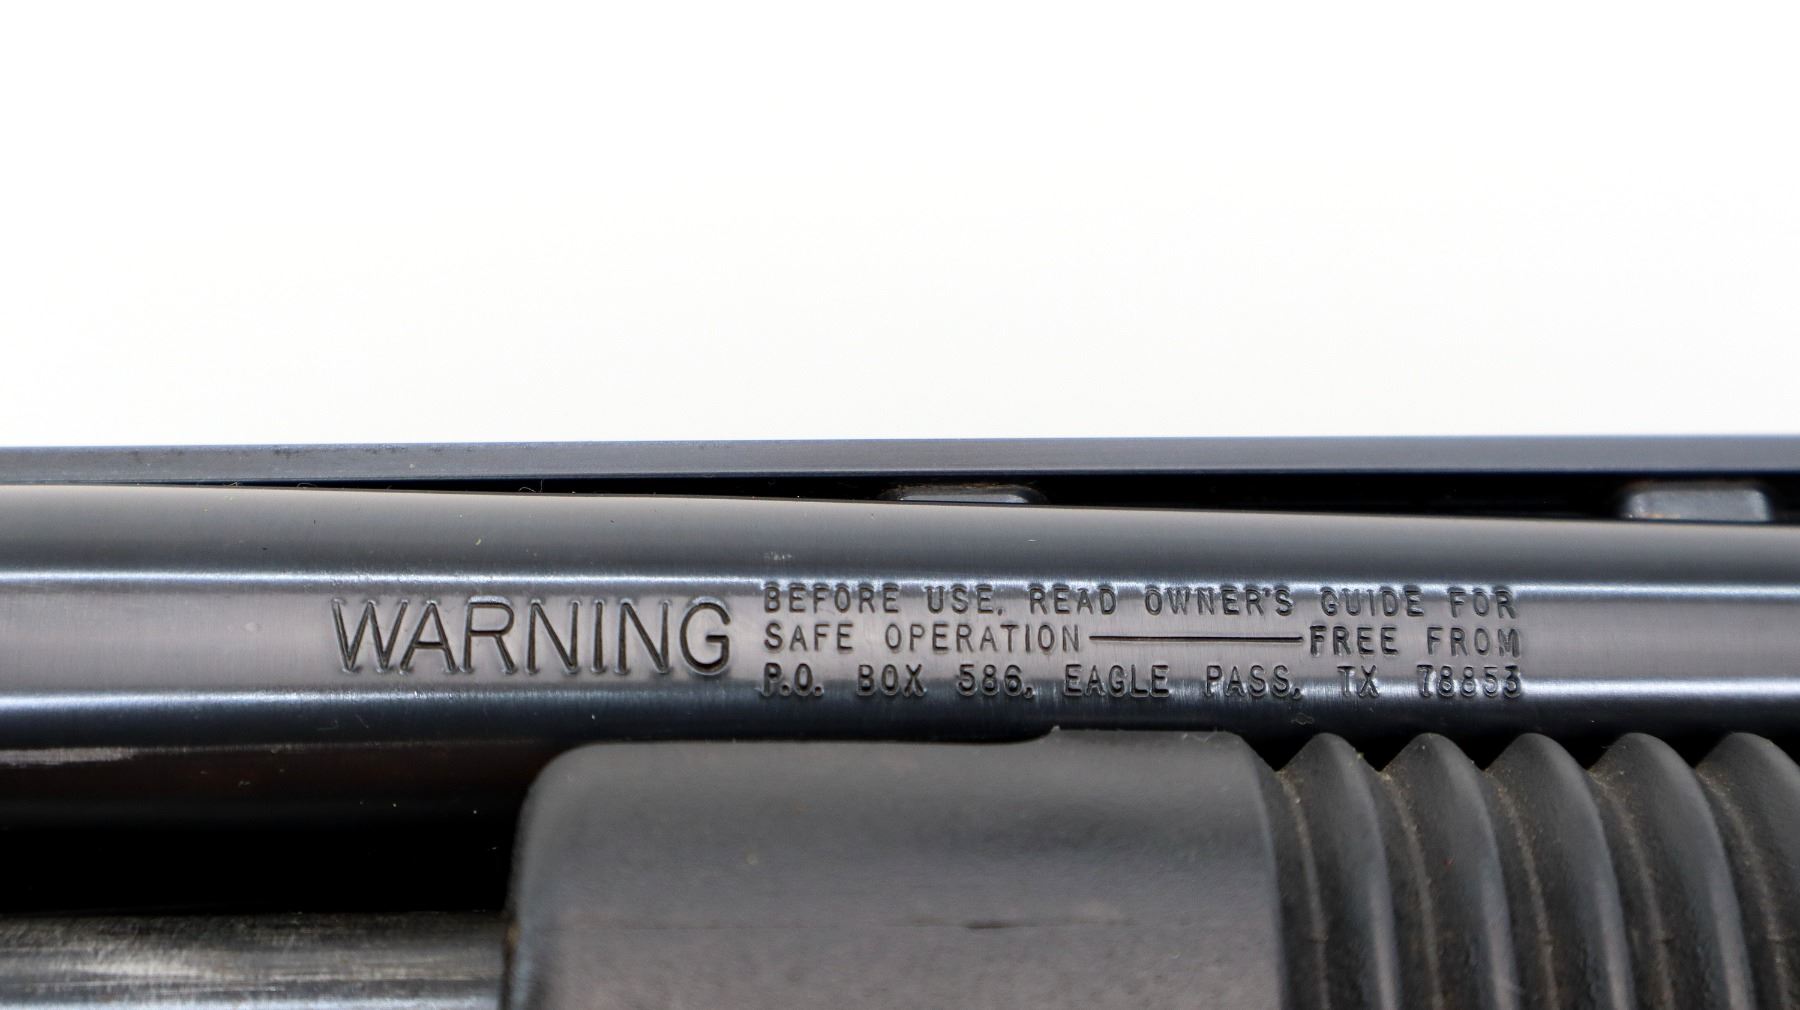 WARNING
BEFORE USE, READ OWNER'S GUIDE FOR
SAFE OPERATION———FREE FROM
P.O. BOX 586, EAGLE PASS, TX 78853